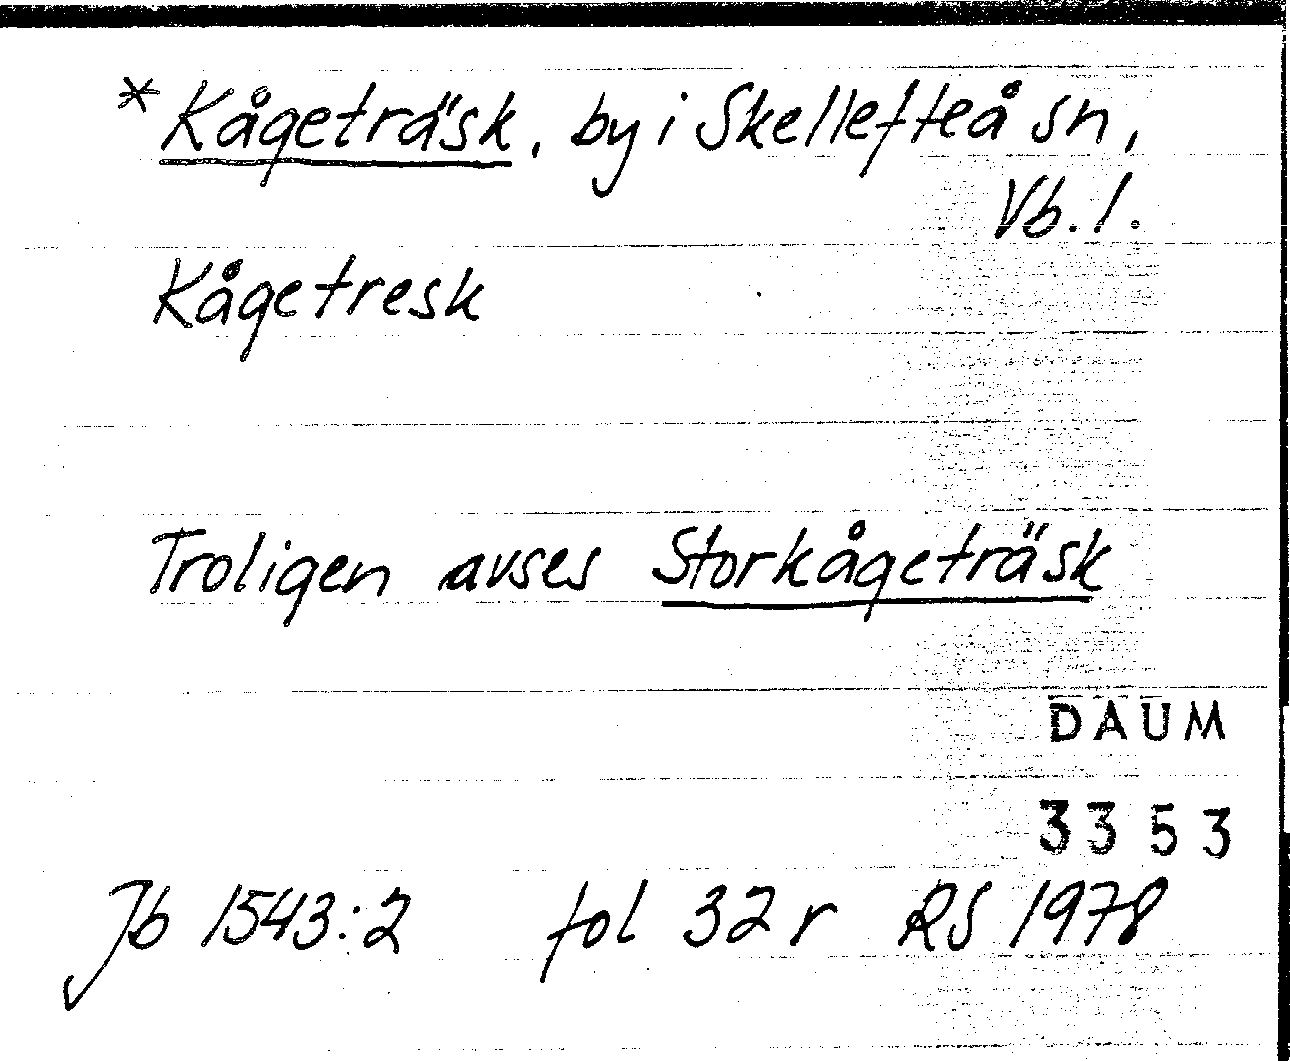 * Kågeträsk, by i Skellefteå sn,
Vb. l.
Kågetresk
Troligen avses Storkågeträsk
DAUM
3353
Jb 1543:2 fol 32 r RS 1978